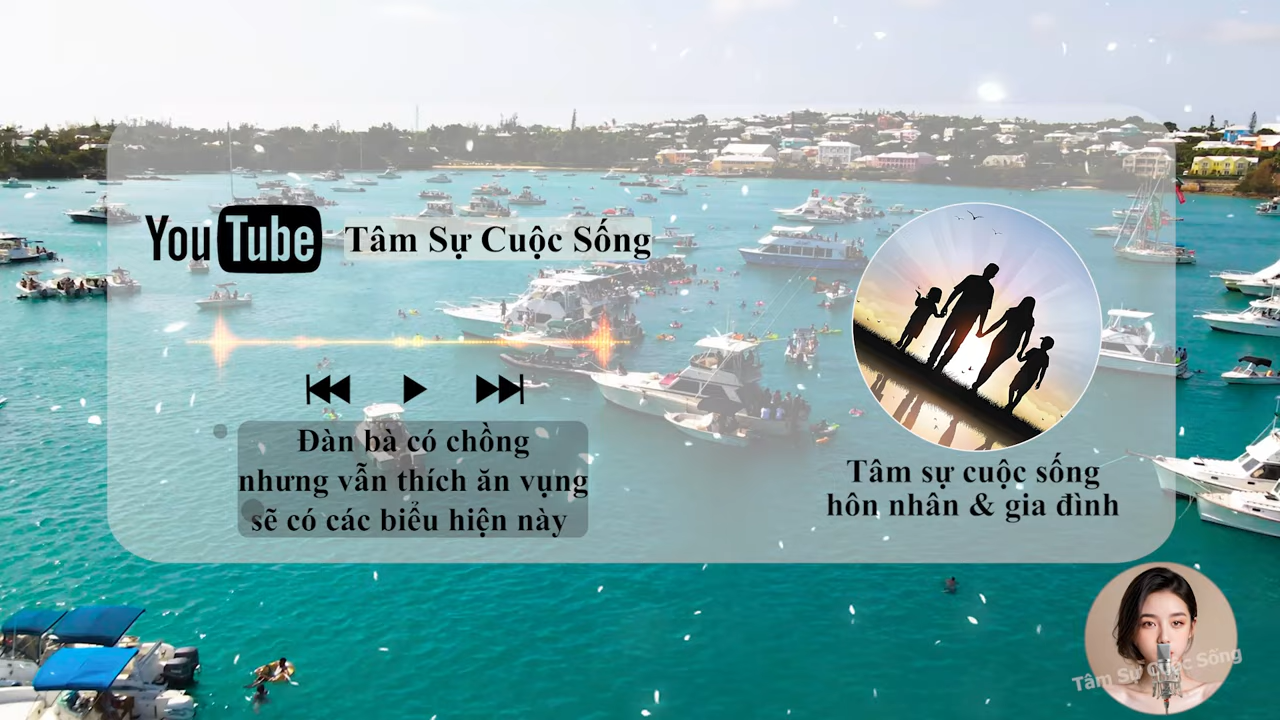 YouTube
Tâm Sự Cuộc Sống
Đàn bà có chồng
nhưng vẫn thích ăn vụng
sẽ có các biểu hiện này
Tâm sự cuộc sống
hôn nhân & gia đình
Tâm Sự Cuộc Sống